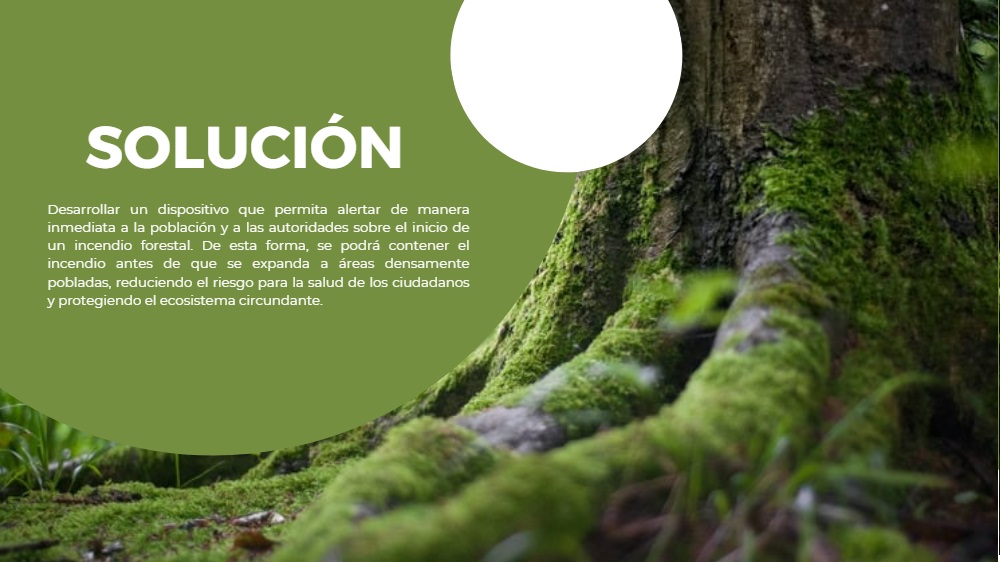 SOLUCIÓN
Desarrollar un dispositivo que permita alertar de manera
inmediata a la población y a las autoridades sobre el inicio de
un incendio forestal. De esta forma, se podrá contener el
incendio antes de que se expanda a áreas densamente
pobladas, reduciendo el riesgo para la salud de los ciudadanos
y protegiendo el ecosistema circundante.